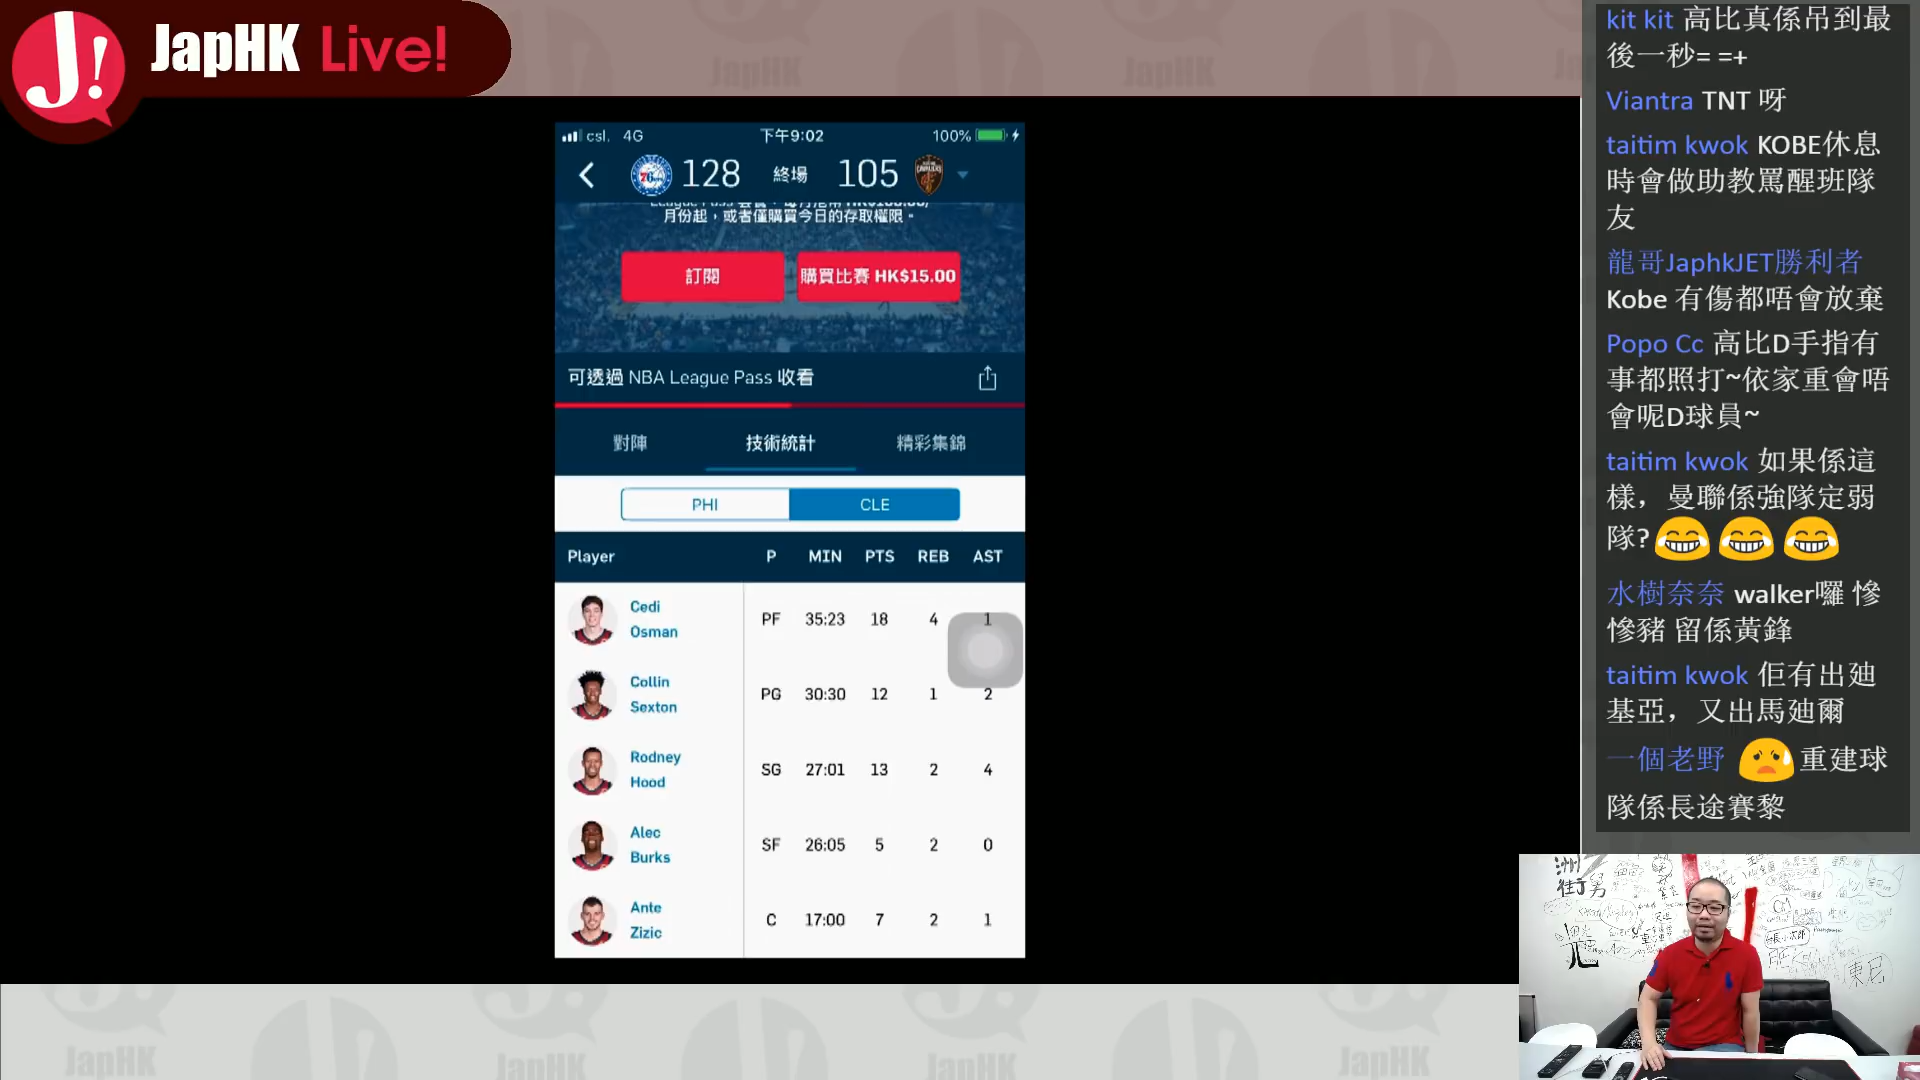 J! JapHK Live!
csl. 4G 下午9:02 100%
76ers 128 終場 105
月份起，或者僅購買今日的存取權限。
訂閱 購買比賽 HK$15.00
可透過 NBA League Pass 收看
對陣 技術統計 精彩集錦
PHI CLE
Player P MIN PTS REB AST
Cedi
Osman PF 35:23 18 4 1
Collin
Sexton PG 30:30 12 1 2
Rodney
Hood SG 27:01 13 2 4
Alec
Burks SF 26:05 5 2 0
Ante
Zizic C 17:00 7 2 1
kit kit 高比真係吊到最
後一秒= =+
Viantra TNT 呀
taitim kwok KOBE休息
時會做助教罵醒班隊
友
龍哥JaphkJET勝利者
Kobe 有傷都唔會放棄
Popo Cc 高比D手指有
事都照打~依家重會唔
會呢D球員~
taitim kwok 如果係這
樣，曼聯係強隊定弱
隊?😂😂😂
水樹奈奈 walker囉 慘
慘豬 留係黃鋒
taitim kwok 佢有出廸
基亞，又出馬廸爾
一個老野 😥重建球
隊係長途賽黎
JapHK JapHK
JapHK JapHK JapHK JapHK